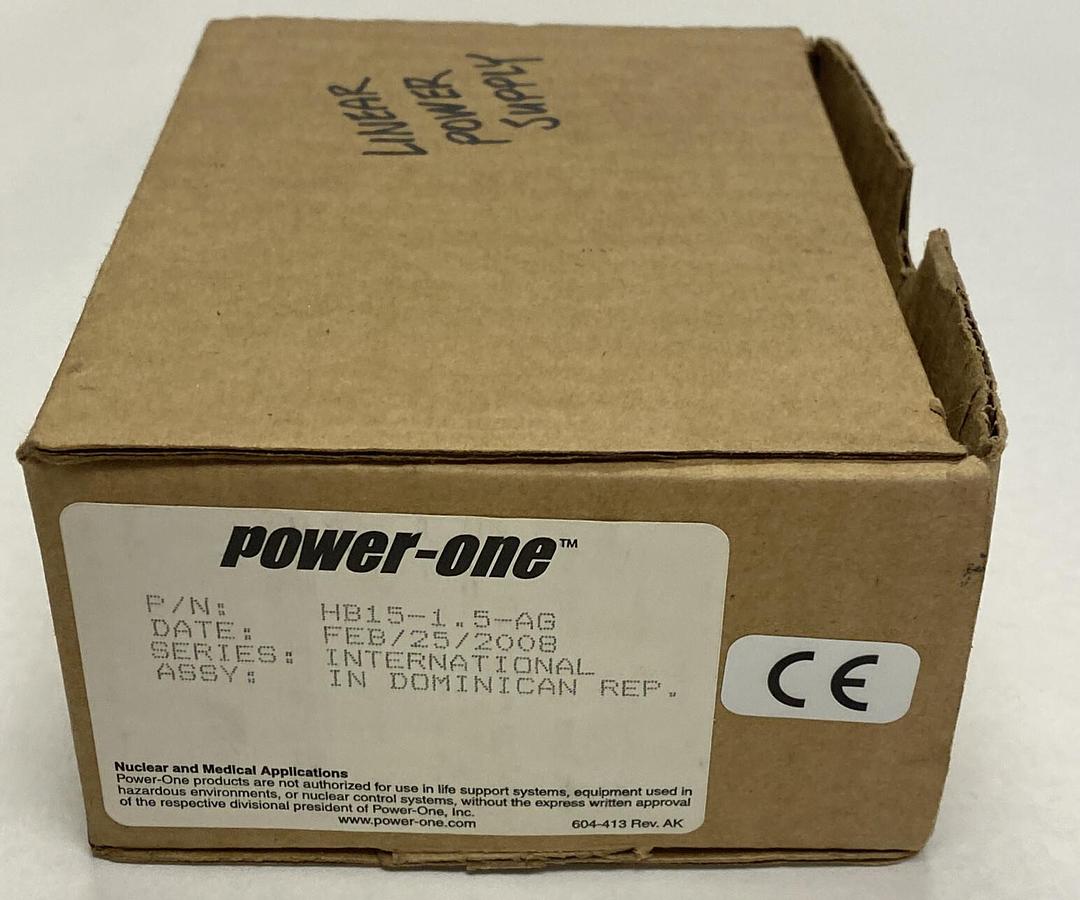 LINEAR
POWER
SUPPLY
power-one™
P/N: HB15-1.5-AG
DATE: FEB/25/2008
SERIES: INTERNATIONAL
ASSY: IN DOMINICAN REP.
CE
Nuclear and Medical Applications
Power-One products are not authorized for use in life support systems, equipment used in
hazardous environments, or nuclear control systems, without the express written approval
of the respective divisional president of Power-One, Inc.
www.power-one.com 604-413 Rev. AK